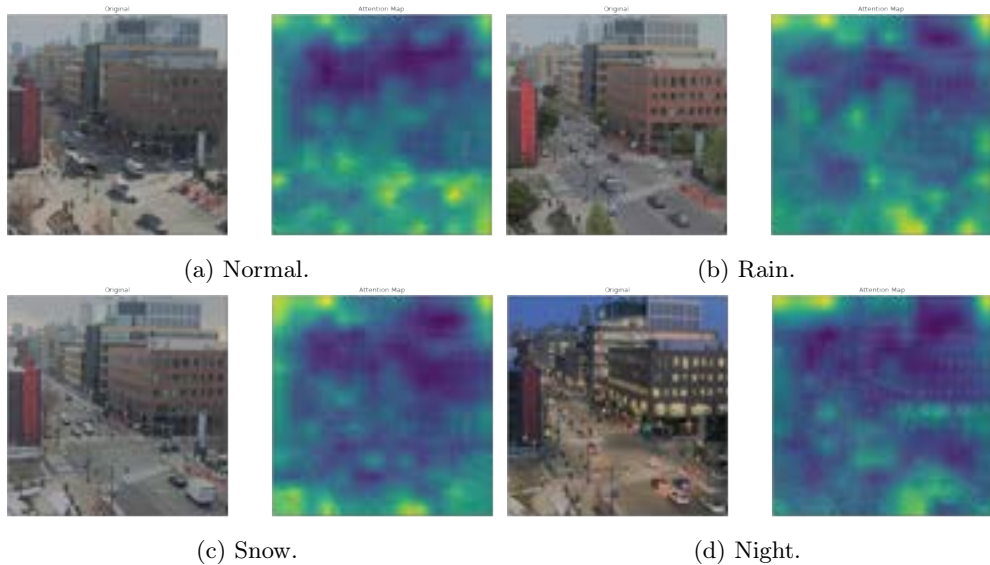 Original Attention Map Original Attention Map
(a) Normal. (b) Rain.
Original Attention Map Original Attention Map
(c) Snow. (d) Night.